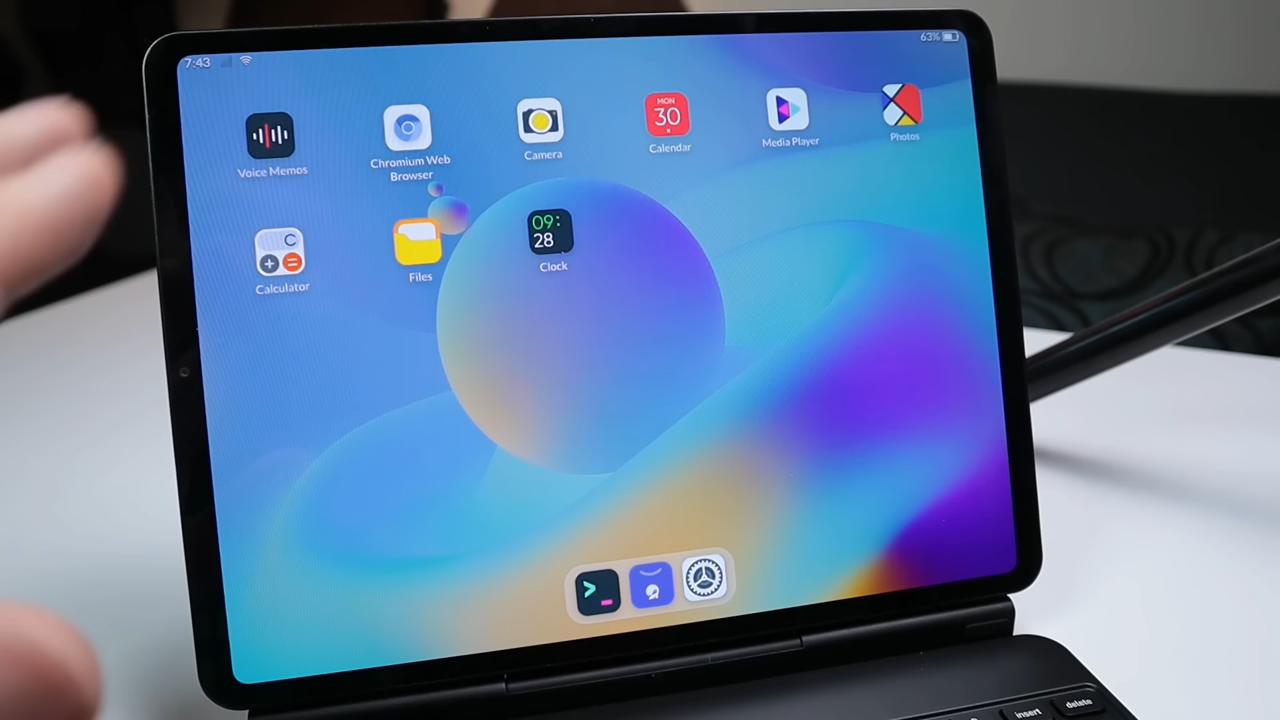 7:43
63%
MON
30
Voice Memos
Chromium Web
Browser
Camera
Calendar
Media Player
Photos
C
09:
28
Calculator
Files
Clock
insert
delete